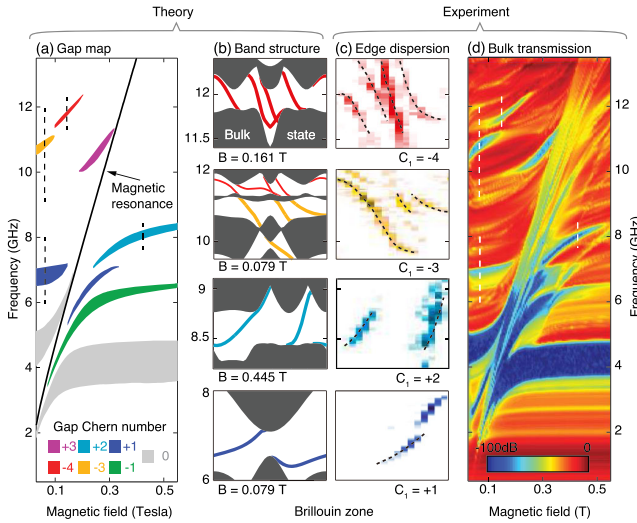 Theory
Experiment
(a) Gap map
(b) Band structure
(c) Edge dispersion
(d) Bulk transmission
12
10
8
6
4
2
Frequency (GHz)
Magnetic resonance
Gap Chern number
+3
+2
+1
0
-4
-3
-1
0.1
0.3
0.5
Magnetic field (Tesla)
12
11.5
Bulk
state
B = 0.161 T
C1 = -4
12
10
B = 0.079 T
C1 = -3
9
8.5
B = 0.445 T
C1 = +2
8
6
B = 0.079 T
C1 = +1
Brillouin zone
12
10
8
6
4
2
Frequency (GHz)
-100dB
0
0.1
0.3
0.5
Magnetic field (T)